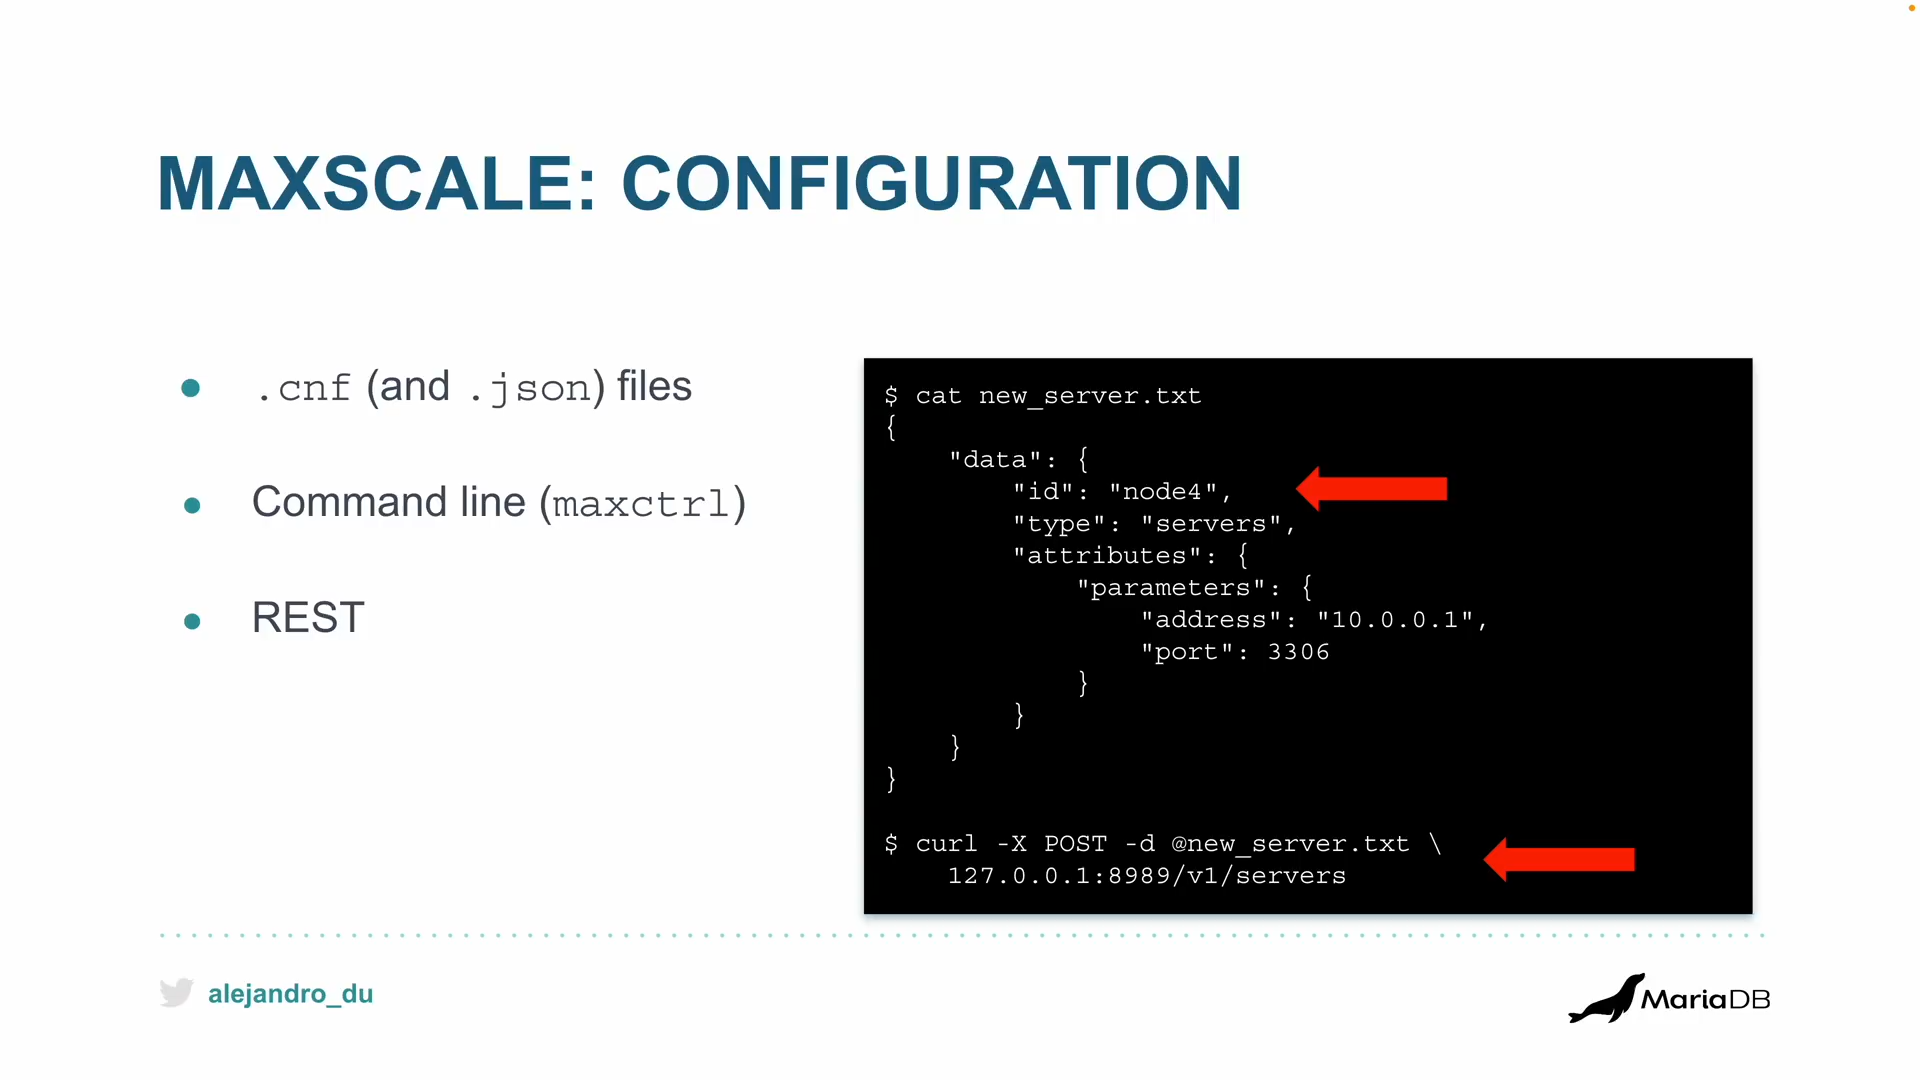 MAXSCALE: CONFIGURATION
.cnf (and .json) files
Command line (maxctrl)
REST
$ cat new_server.txt
{
    "data": {
        "id": "node4",
        "type": "servers",
        "attributes": {
            "parameters": {
                "address": "10.0.0.1",
                "port": 3306
            }
        }
    }
}
$ curl -X POST -d @new_server.txt \
    127.0.0.1:8989/v1/servers
alejandro_du
MariaDB